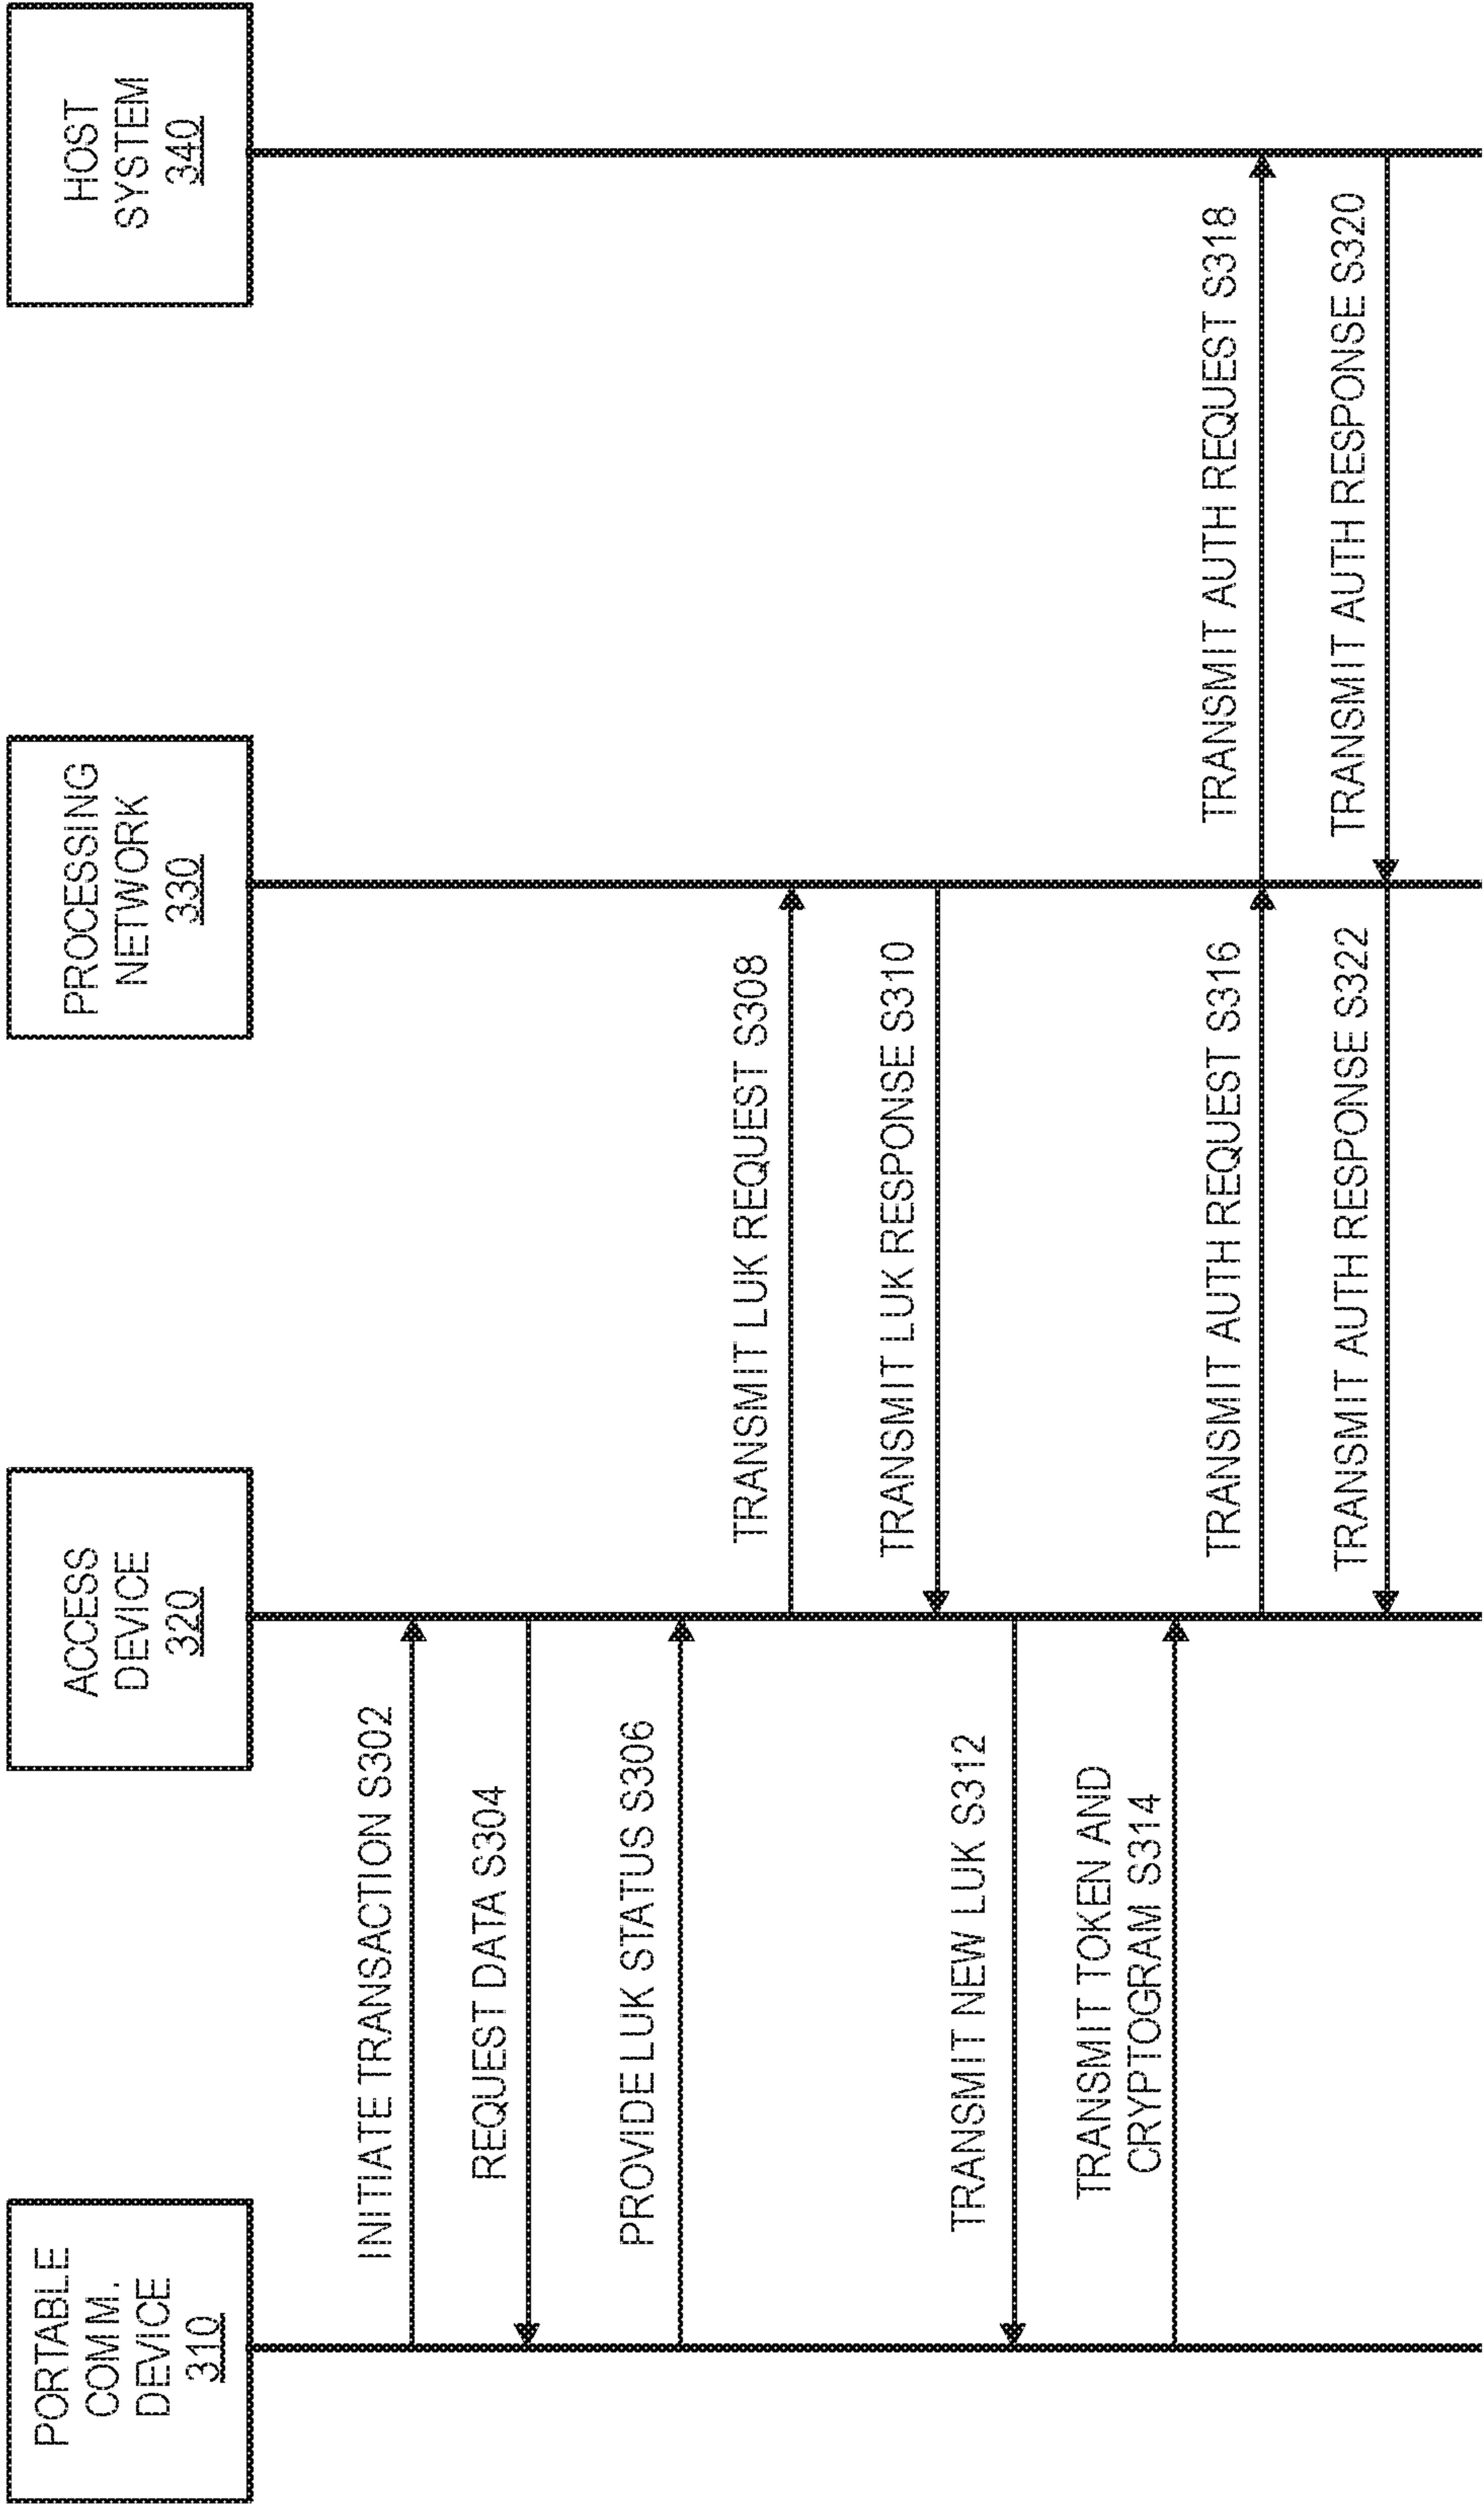 PORTABLE
COMM.
DEVICE
310
ACCESS
DEVICE
320
PROCESSING
NETWORK
330
HOST
SYSTEM
340
INITIATE TRANSACTION S302
REQUEST DATA S304
PROVIDE LUK STATUS S306
TRANSMIT LUK REQUEST S308
TRANSMIT LUK RESPONSE S310
TRANSMIT NEW LUK S312
TRANSMIT TOKEN AND
CRYPTOGRAM S314
TRANSMIT AUTH REQUEST S316
TRANSMIT AUTH REQUEST S318
TRANSMIT AUTH RESPONSE S320
TRANSMIT AUTH RESPONSE S322